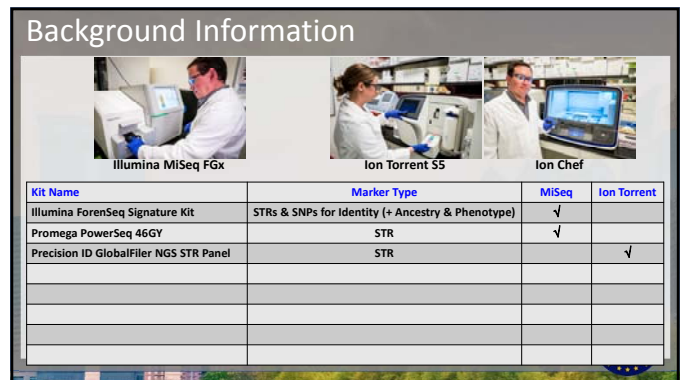 Background Information
Illumina MiSeq FGx
Ion Torrent S5
Ion Chef
Kit Name Marker Type MiSeq Ion Torrent
Illumina ForenSeq Signature Kit STRs & SNPs for Identity (+ Ancestry & Phenotype) √
Promega PowerSeq 46GY STR √
Precision ID GlobalFiler NGS STR Panel STR √